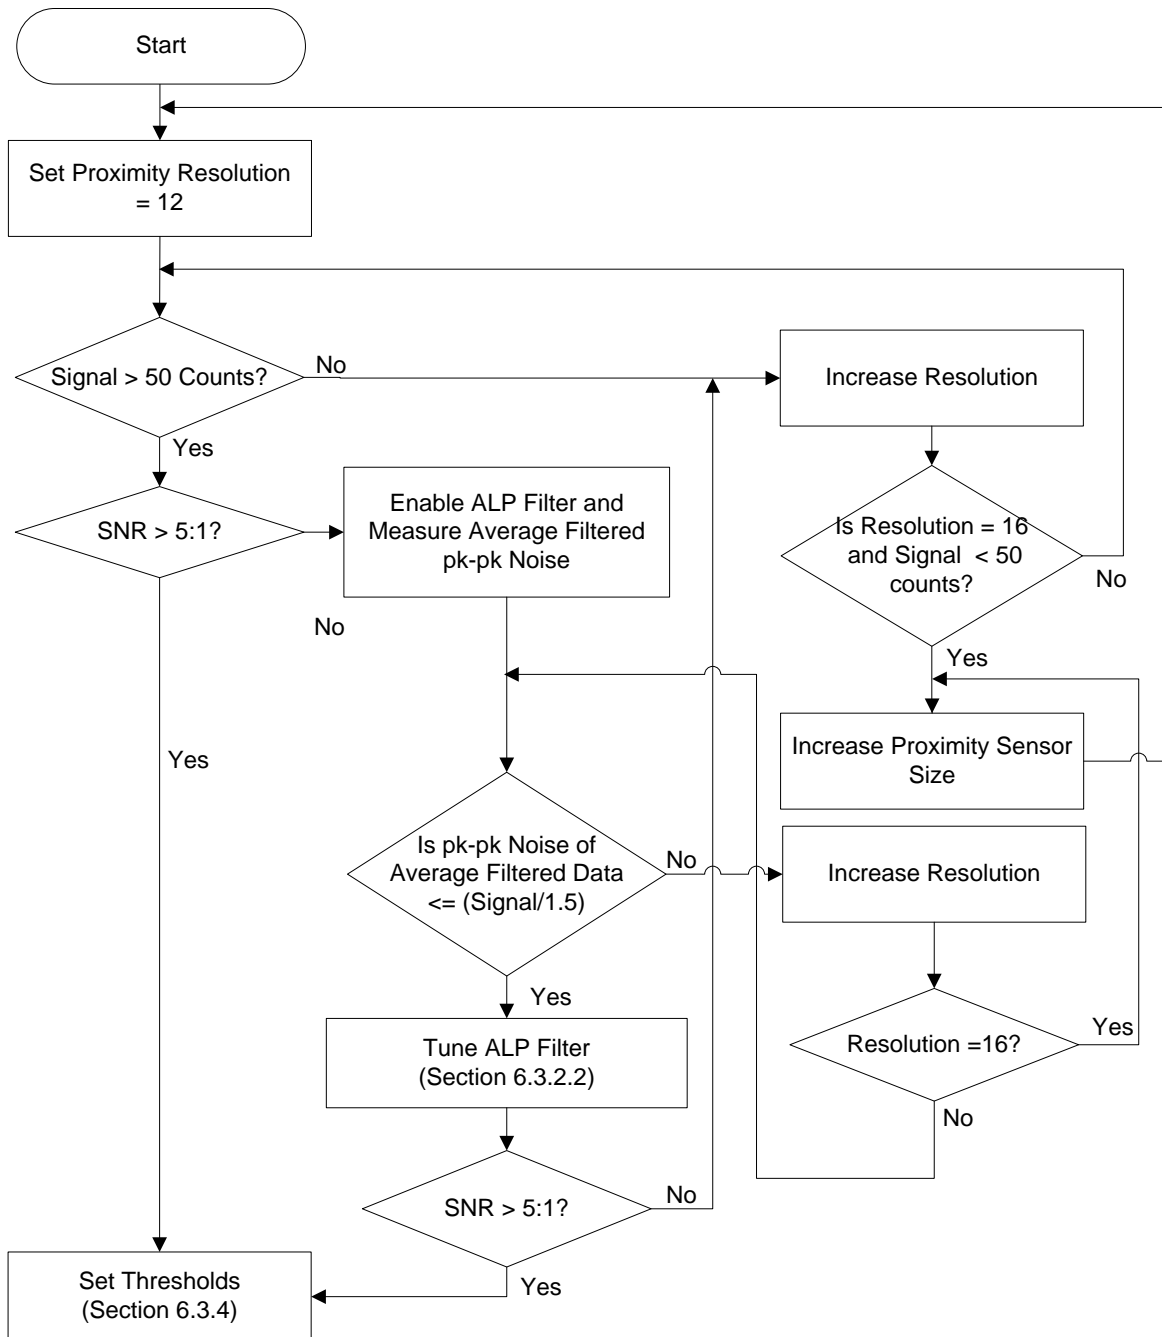 Start
Set Proximity Resolution
= 12
Signal > 50 Counts?
No
Increase Resolution
Yes
SNR > 5:1?
Enable ALP Filter and
Measure Average Filtered
pk-pk Noise
No
Is Resolution = 16
and Signal < 50
counts?
No
Yes
Yes
Increase Proximity Sensor
Size
Is pk-pk Noise of
Average Filtered Data
<= (Signal/1.5)
No
Increase Resolution
Yes
Tune ALP Filter
(Section 6.3.2.2)
Resolution =16?
Yes
No
SNR > 5:1?
No
Yes
Set Thresholds
(Section 6.3.4)